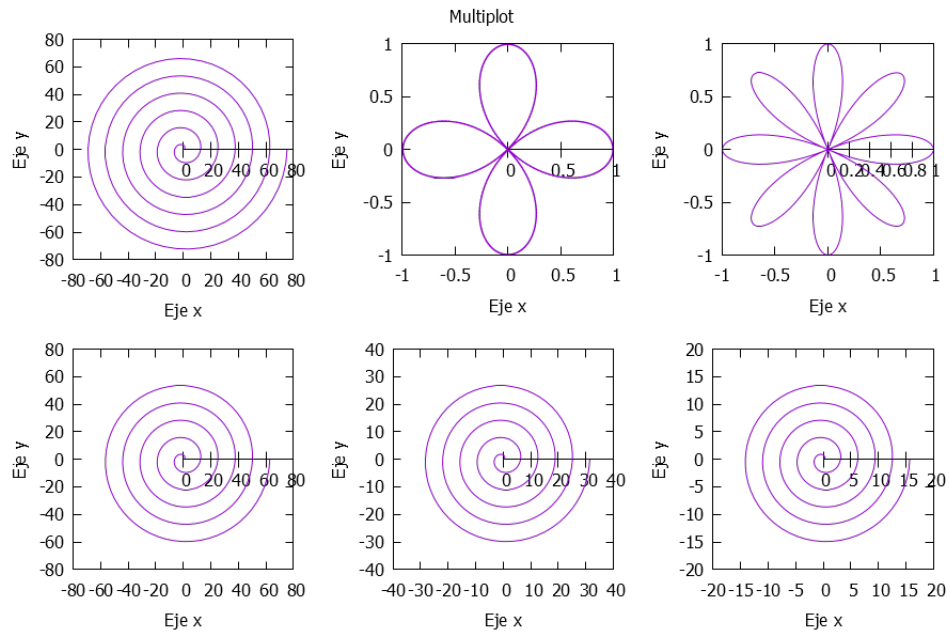 Multiplot
80
60
40
20
0
-20
-40
-60
-80
-80 -60 -40 -20 0 20 40 60 80
0 20 40 60 80
Eje y
Eje x
1
0.5
0
-0.5
-1
-1 -0.5 0 0.5 1
0 0.5 1
Eje y
Eje x
1
0.5
0
-0.5
-1
-1 -0.5 0 0.5 1
0 0.2 0.4 0.6 0.8 1
Eje y
Eje x
80
60
40
20
0
-20
-40
-60
-80
-80 -60 -40 -20 0 20 40 60 80
0 20 40 60 80
Eje y
Eje x
40
30
20
10
0
-10
-20
-30
-40
-40 -30 -20 -10 0 10 20 30 40
0 10 20 30 40
Eje y
Eje x
20
15
10
5
0
-5
-10
-15
-20
-20 -15 -10 -5 0 5 10 15 20
0 5 10 15 20
Eje y
Eje x